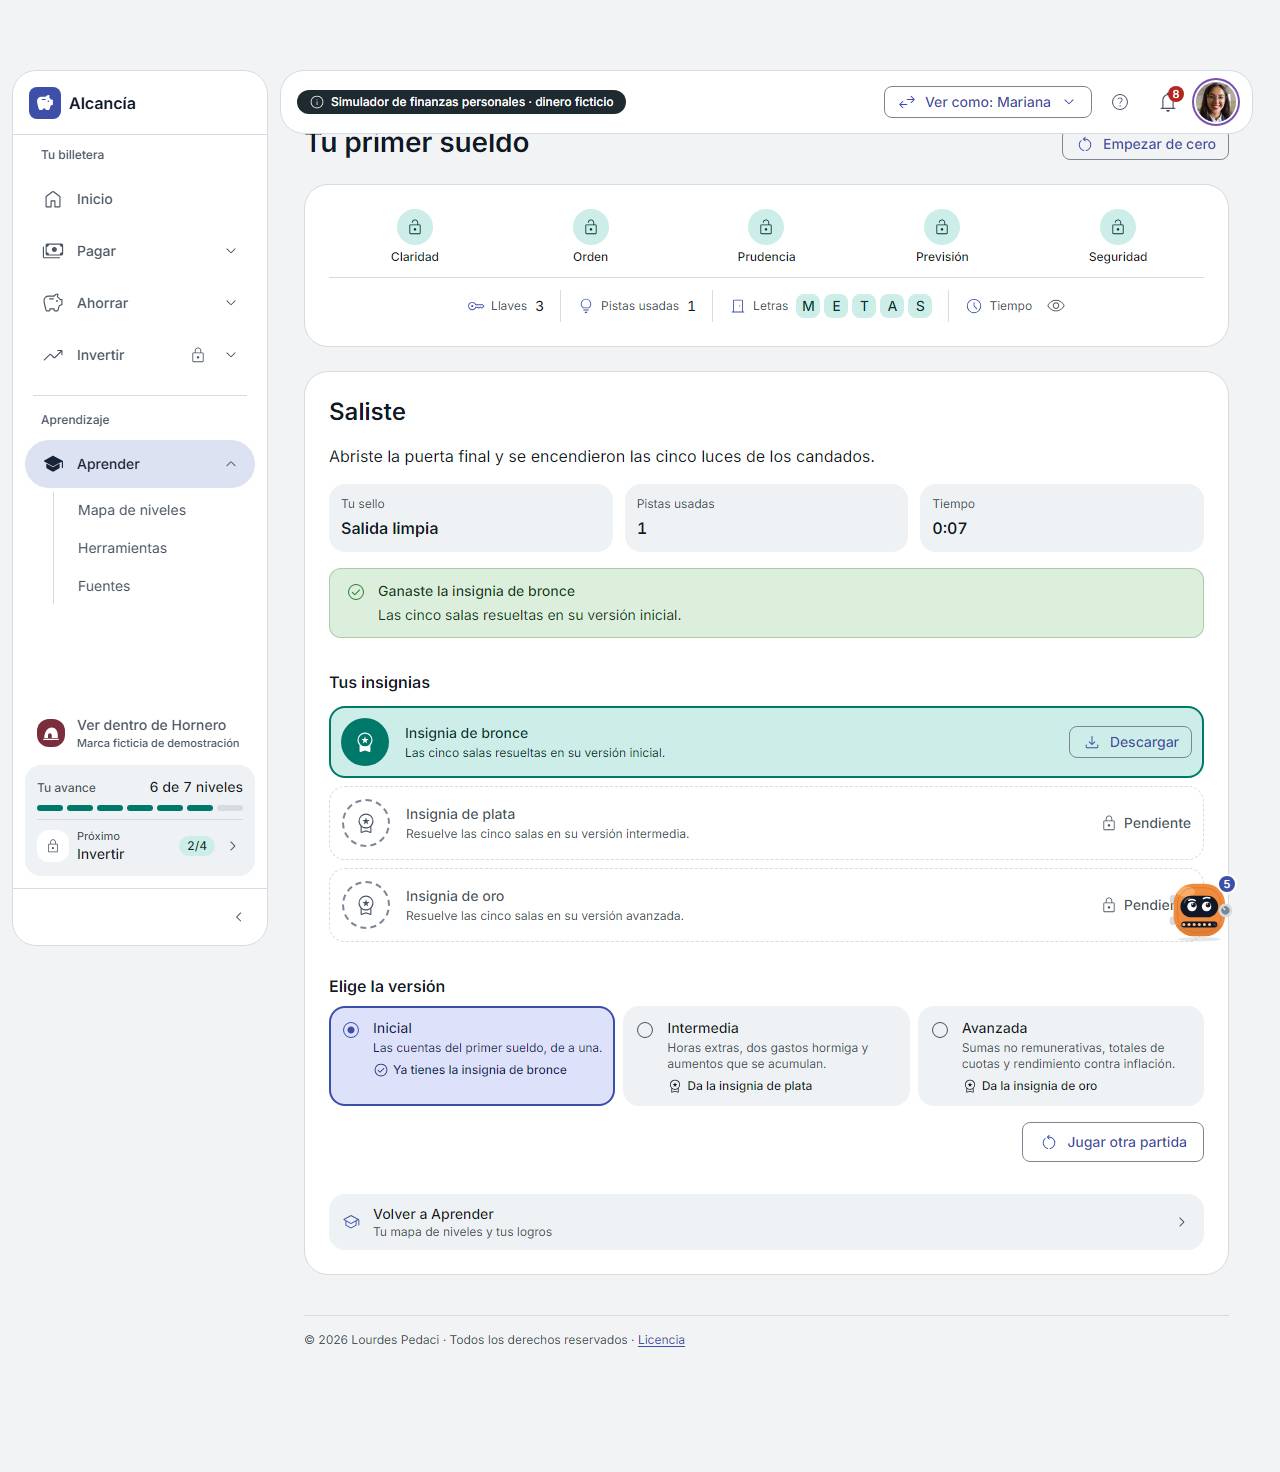 Alcancía
Simulador de finanzas personales · dinero ficticio
Ver como: Mariana
8
Tu billetera
Inicio
Pagar
Ahorrar
Invertir
Aprendizaje
Aprender
Mapa de niveles
Herramientas
Fuentes
Ver dentro de Hornero
Marca ficticia de demostración
Tu avance 6 de 7 niveles
Próximo
Invertir
2/4
Tu primer sueldo
Empezar de cero
Claridad
Orden
Prudencia
Previsión
Seguridad
Llaves 3
Pistas usadas 1
Letras M E T A S
Tiempo
Saliste
Abriste la puerta final y se encendieron las cinco luces de los candados.
Tu sello
Salida limpia
Pistas usadas
1
Tiempo
0:07
Ganaste la insignia de bronce
Las cinco salas resueltas en su versión inicial.
Tus insignias
Insignia de bronce
Las cinco salas resueltas en su versión inicial.
Descargar
Insignia de plata
Resuelve las cinco salas en su versión intermedia.
Pendiente
Insignia de oro
Resuelve las cinco salas en su versión avanzada.
5
Elige la versión
Inicial
Las cuentas del primer sueldo, de a una.
Ya tienes la insignia de bronce
Intermedia
Horas extras, dos gastos hormiga y
aumentos que se acumulan.
Da la insignia de plata
Avanzada
Sumas no remunerativas, totales de
cuotas y rendimiento contra inflación.
Da la insignia de oro
Jugar otra partida
Volver a Aprender
Tu mapa de niveles y tus logros
© 2026 Lourdes Pedaci · Todos los derechos reservados · Licencia